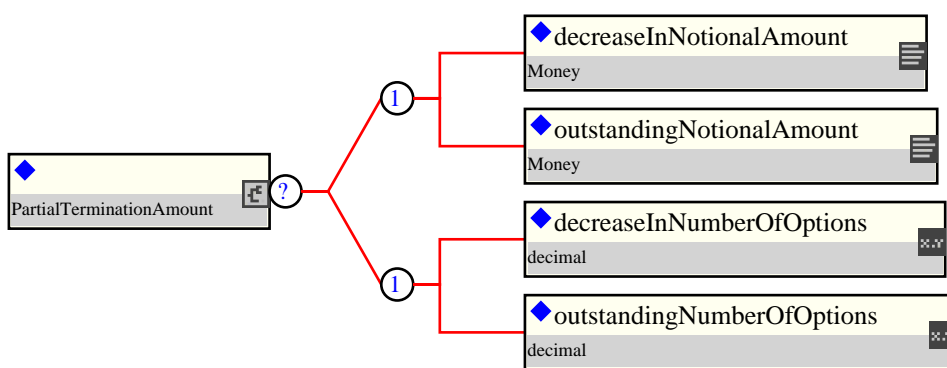 decreaseInNotionalAmount
Money
1
outstandingNotionalAmount
Money
PartialTerminationAmount
?
decreaseInNumberOfOptions
x.y
decimal
1
outstandingNumberOfOptions
decimal